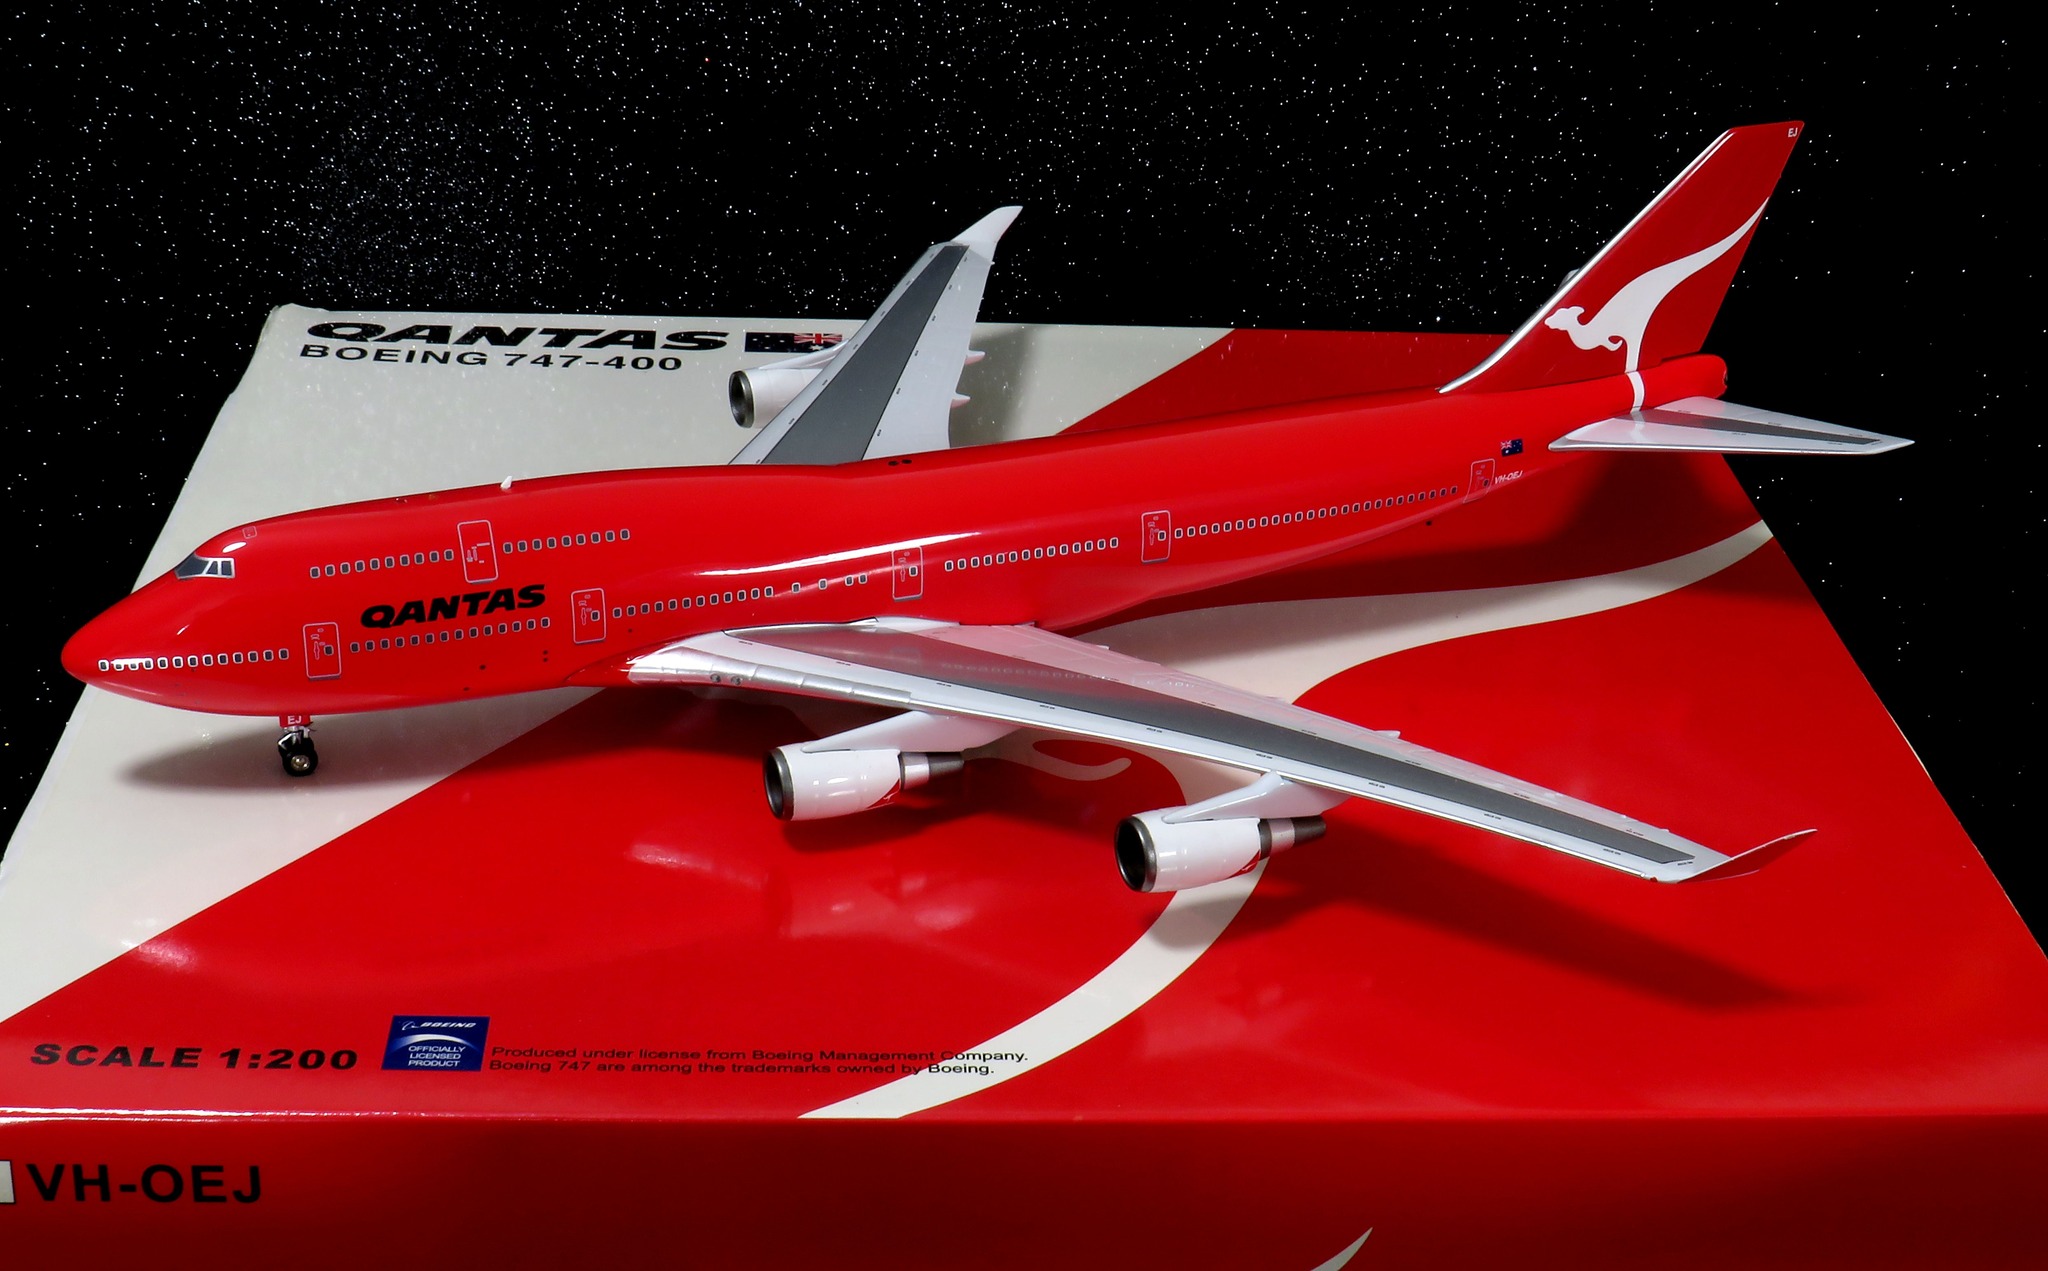 EJ
QANTAS
BOEING 747-400
VH-OEJ
QANTAS
EJ
SCALE 1:200
BOEING
OFFICIALLY
LICENSED
PRODUCT
Produced under license from Boeing Management Company.
Boeing 747 are among the trademarks owned by Boeing.
VH-OEJ